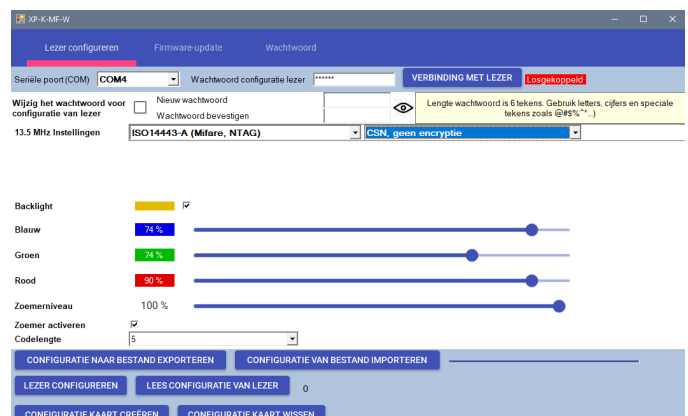 XP-K-MF-W
Lezer configureren Firmware-update Wachtwoord
Seriële poort (COM) COM4 Wachtwoord configuratie lezer ****** VERBINDING MET LEZER Losgekoppeld
Wijzig het wachtwoord voor configuratie van lezer
Nieuw wachtwoord
Wachtwoord bevestigen
Lengte wachtwoord is 6 tekens. Gebruik letters, cijfers en speciale
tekens zoals @#$%^*...)
13.5 MHz Instellingen ISO14443-A (Mifare, NTAG) CSN, geen encryptie
Backlight
Blauw 74 %
Groen 74 %
Rood 90 %
Zoemerniveau 100 %
Zoemer activeren
Codelengte 5
CONFIGURATIE NAAR BESTAND EXPORTEREN CONFIGURATIE VAN BESTAND IMPORTEREN
LEZER CONFIGUREREN LEES CONFIGURATIE VAN LEZER 0
CONFIGURATIE KAART CREËREN CONFIGURATIE KAART WISSEN